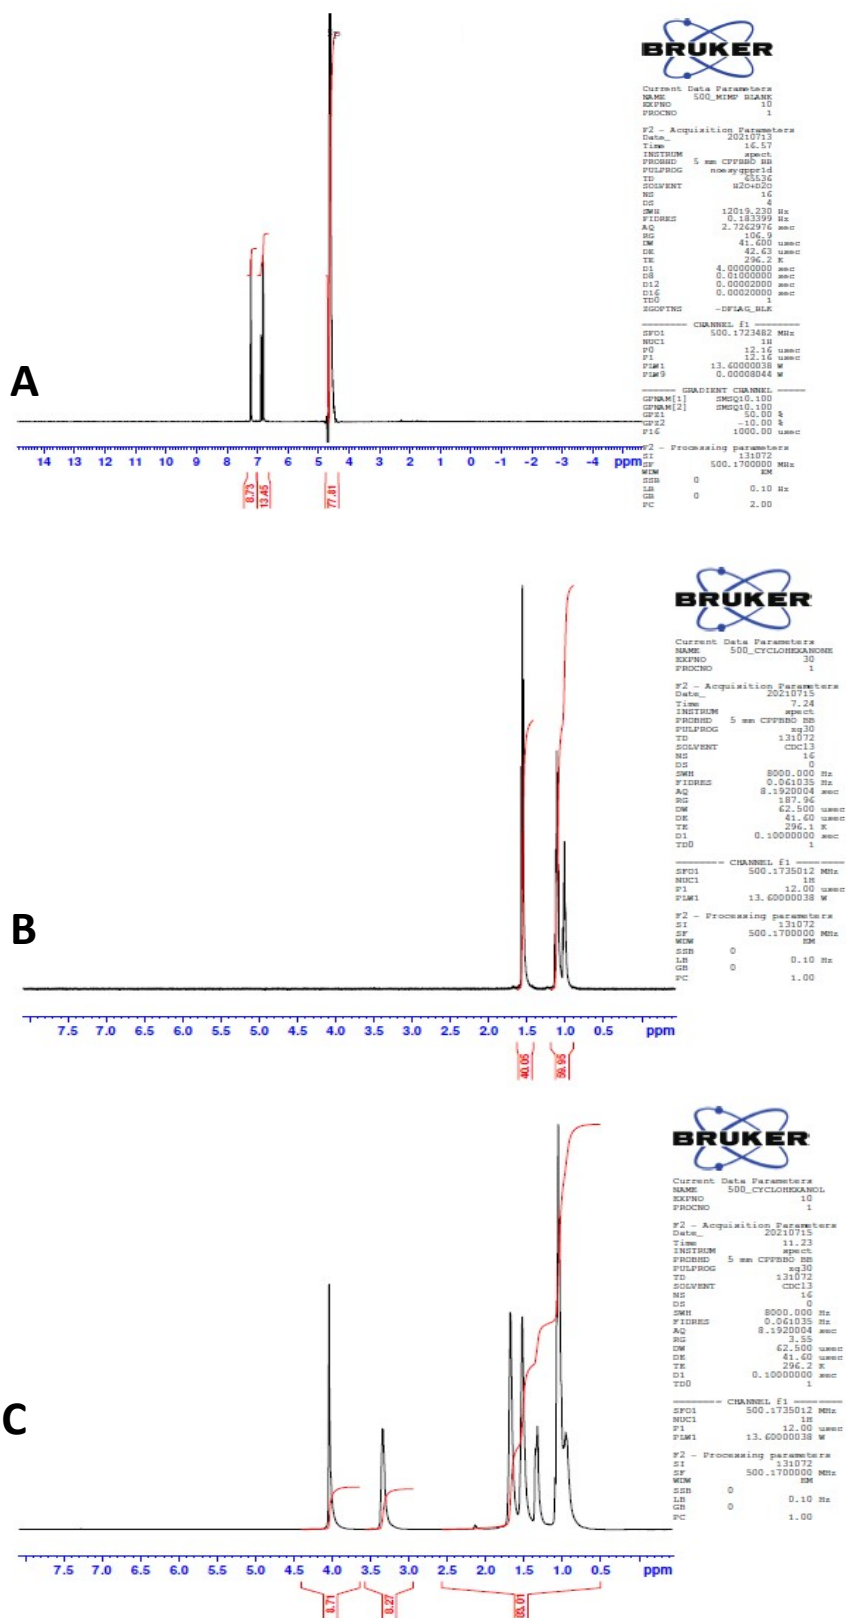 BRUKER
Current Data Parameters
NAME 500_MIMP BLANK
EXPNO 10
PROCNO 1
F2 - Acquisition Parameters
Date_ 20210713
Time 16.57
INSTRUM spect
PROBHD 5 mm CPPBBO BB
PULPROG noesygppr1d
TD 65536
SOLVENT H2O+D2O
NS 16
DS 4
SWH 12019.230 Hz
FIDRES 0.183399 Hz
AQ 2.7262976 sec
RG 106.9
DW 41.600 usec
DE 42.63 usec
TE 296.2 K
D1 4.00000000 sec
D8 0.01000000 sec
D12 0.00002000 sec
D16 0.00020000 sec
TD0 1
ZGOPTNS -DFLAG_BLK
======== CHANNEL f1 ========
SFO1 500.1723482 MHz
NUC1 1H
P0 12.16 usec
P1 12.16 usec
PLW1 13.60000038 W
PLW9 0.00008044 W
====== GRADIENT CHANNEL =====
GPNAM[1] SMSQ10.100
GPNAM[2] SMSQ10.100
GPZ1 50.00 %
GPZ2 -10.00 %
P16 1000.00 usec
F2 - Processing parameters
SI 131072
SF 500.1700000 MHz
WDW EM
SSB 0
LB 0.10 Hz
GB 0
PC 2.00
A
14 13 12 11 10 9 8 7 6 5 4 3 2 1 0 -1 -2 -3 -4 ppm
8.73 13.45 77.81
BRUKER
Current Data Parameters
NAME 500_CYCLOHEXANONE
EXPNO 30
PROCNO 1
F2 - Acquisition Parameters
Date_ 20210715
Time 7.24
INSTRUM spect
PROBHD 5 mm CPPBBO BB
PULPROG zg30
TD 131072
SOLVENT CDCl3
NS 16
DS 0
SWH 8000.000 Hz
FIDRES 0.061035 Hz
AQ 8.1920004 sec
RG 187.96
DW 62.500 usec
DE 41.60 usec
TE 296.1 K
D1 0.10000000 sec
TD0 1
======== CHANNEL f1 ========
SFO1 500.1735012 MHz
NUC1 1H
P1 12.00 usec
PLW1 13.60000038 W
F2 - Processing parameters
SI 131072
SF 500.1700000 MHz
WDW EM
SSB 0
LB 0.10 Hz
GB 0
PC 1.00
B
7.5 7.0 6.5 6.0 5.5 5.0 4.5 4.0 3.5 3.0 2.5 2.0 1.5 1.0 0.5 ppm
40.05 59.95
BRUKER
Current Data Parameters
NAME 500_CYCLOHEXANOL
EXPNO 10
PROCNO 1
F2 - Acquisition Parameters
Date_ 20210715
Time 11.23
INSTRUM spect
PROBHD 5 mm CPPBBO BB
PULPROG zg30
TD 131072
SOLVENT CDCl3
NS 16
DS 0
SWH 8000.000 Hz
FIDRES 0.061035 Hz
AQ 8.1920004 sec
RG 3.55
DW 62.500 usec
DE 41.60 usec
TE 296.2 K
D1 0.10000000 sec
TD0 1
======== CHANNEL f1 ========
SFO1 500.1735012 MHz
NUC1 1H
P1 12.00 usec
PLW1 13.60000038 W
F2 - Processing parameters
SI 131072
SF 500.1700000 MHz
WDW EM
SSB 0
LB 0.10 Hz
GB 0
PC 1.00
C
7.5 7.0 6.5 6.0 5.5 5.0 4.5 4.0 3.5 3.0 2.5 2.0 1.5 1.0 0.5 ppm
8.71 8.27 83.01